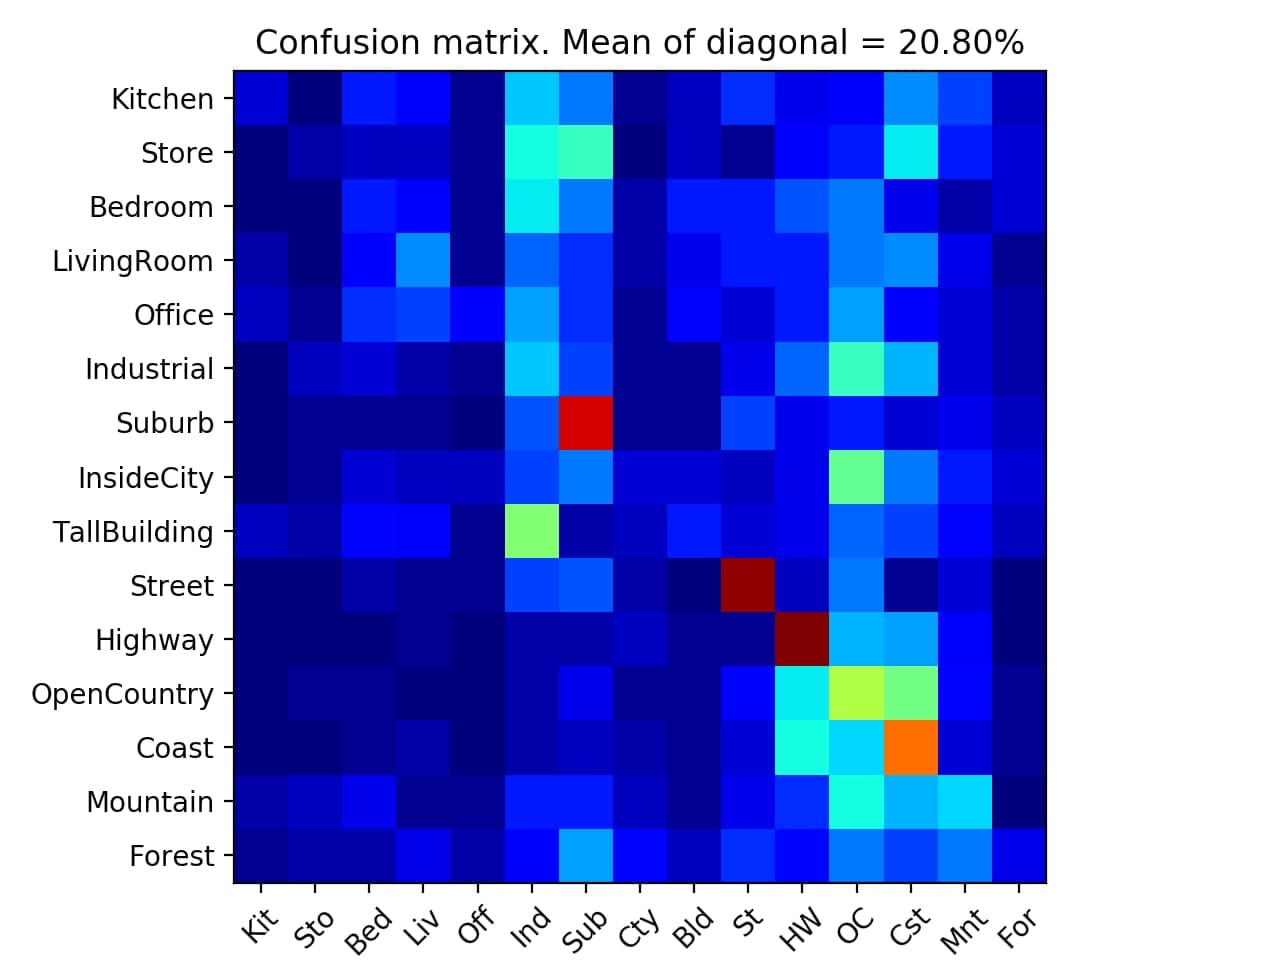 Confusion matrix. Mean of diagonal = 20.80%
Kitchen
Store
Bedroom
LivingRoom
Office
Industrial
Suburb
InsideCity
TallBuilding
Street
Highway
OpenCountry
Coast
Mountain
Forest
Kit Sto Bed Liv Off Ind Sub Cty Bld St HW OC Cst Mnt For